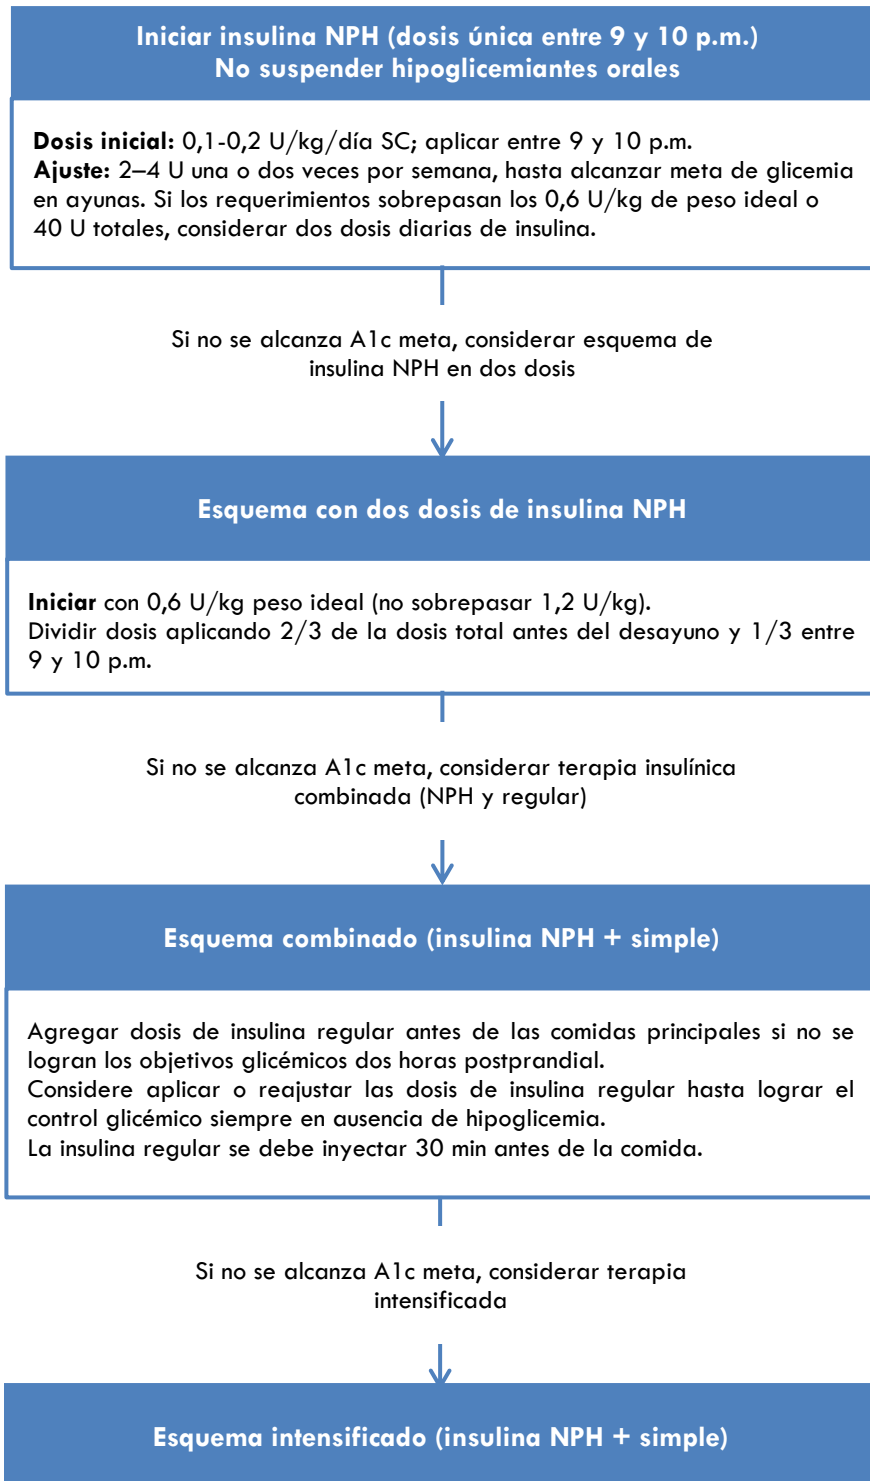 Iniciar insulina NPH (dosis única entre 9 y 10 p.m.)
No suspender hipoglicemiantes orales
Dosis inicial: 0,1-0,2 U/kg/día SC; aplicar entre 9 y 10 p.m.
Ajuste: 2–4 U una o dos veces por semana, hasta alcanzar meta de glicemia
en ayunas. Si los requerimientos sobrepasan los 0,6 U/kg de peso ideal o
40 U totales, considerar dos dosis diarias de insulina.
Si no se alcanza A1c meta, considerar esquema de
insulina NPH en dos dosis
Esquema con dos dosis de insulina NPH
Iniciar con 0,6 U/kg peso ideal (no sobrepasar 1,2 U/kg).
Dividir dosis aplicando 2/3 de la dosis total antes del desayuno y 1/3 entre
9 y 10 p.m.
Si no se alcanza A1c meta, considerar terapia insulínica
combinada (NPH y regular)
Esquema combinado (insulina NPH + simple)
Agregar dosis de insulina regular antes de las comidas principales si no se
logran los objetivos glicémicos dos horas postprandial.
Considere aplicar o reajustar las dosis de insulina regular hasta lograr el
control glicémico siempre en ausencia de hipoglicemia.
La insulina regular se debe inyectar 30 min antes de la comida.
Si no se alcanza A1c meta, considerar terapia
intensificada
Esquema intensificado (insulina NPH + simple)